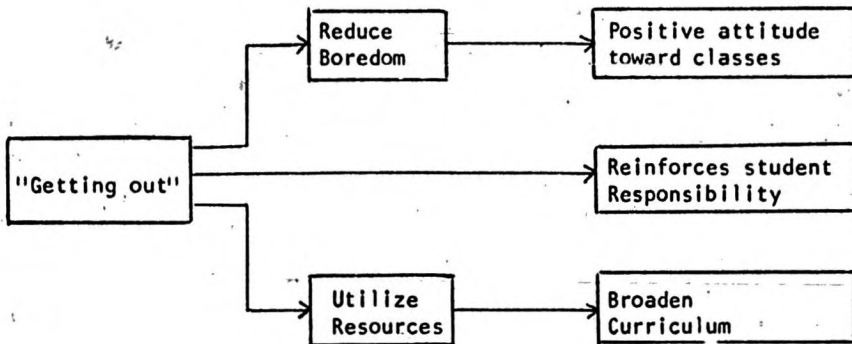 Reduce
Boredom
Positive attitude
toward classes
"Getting out"
Reinforces student
Responsibility
Utilize
Resources
Broaden
Curriculum